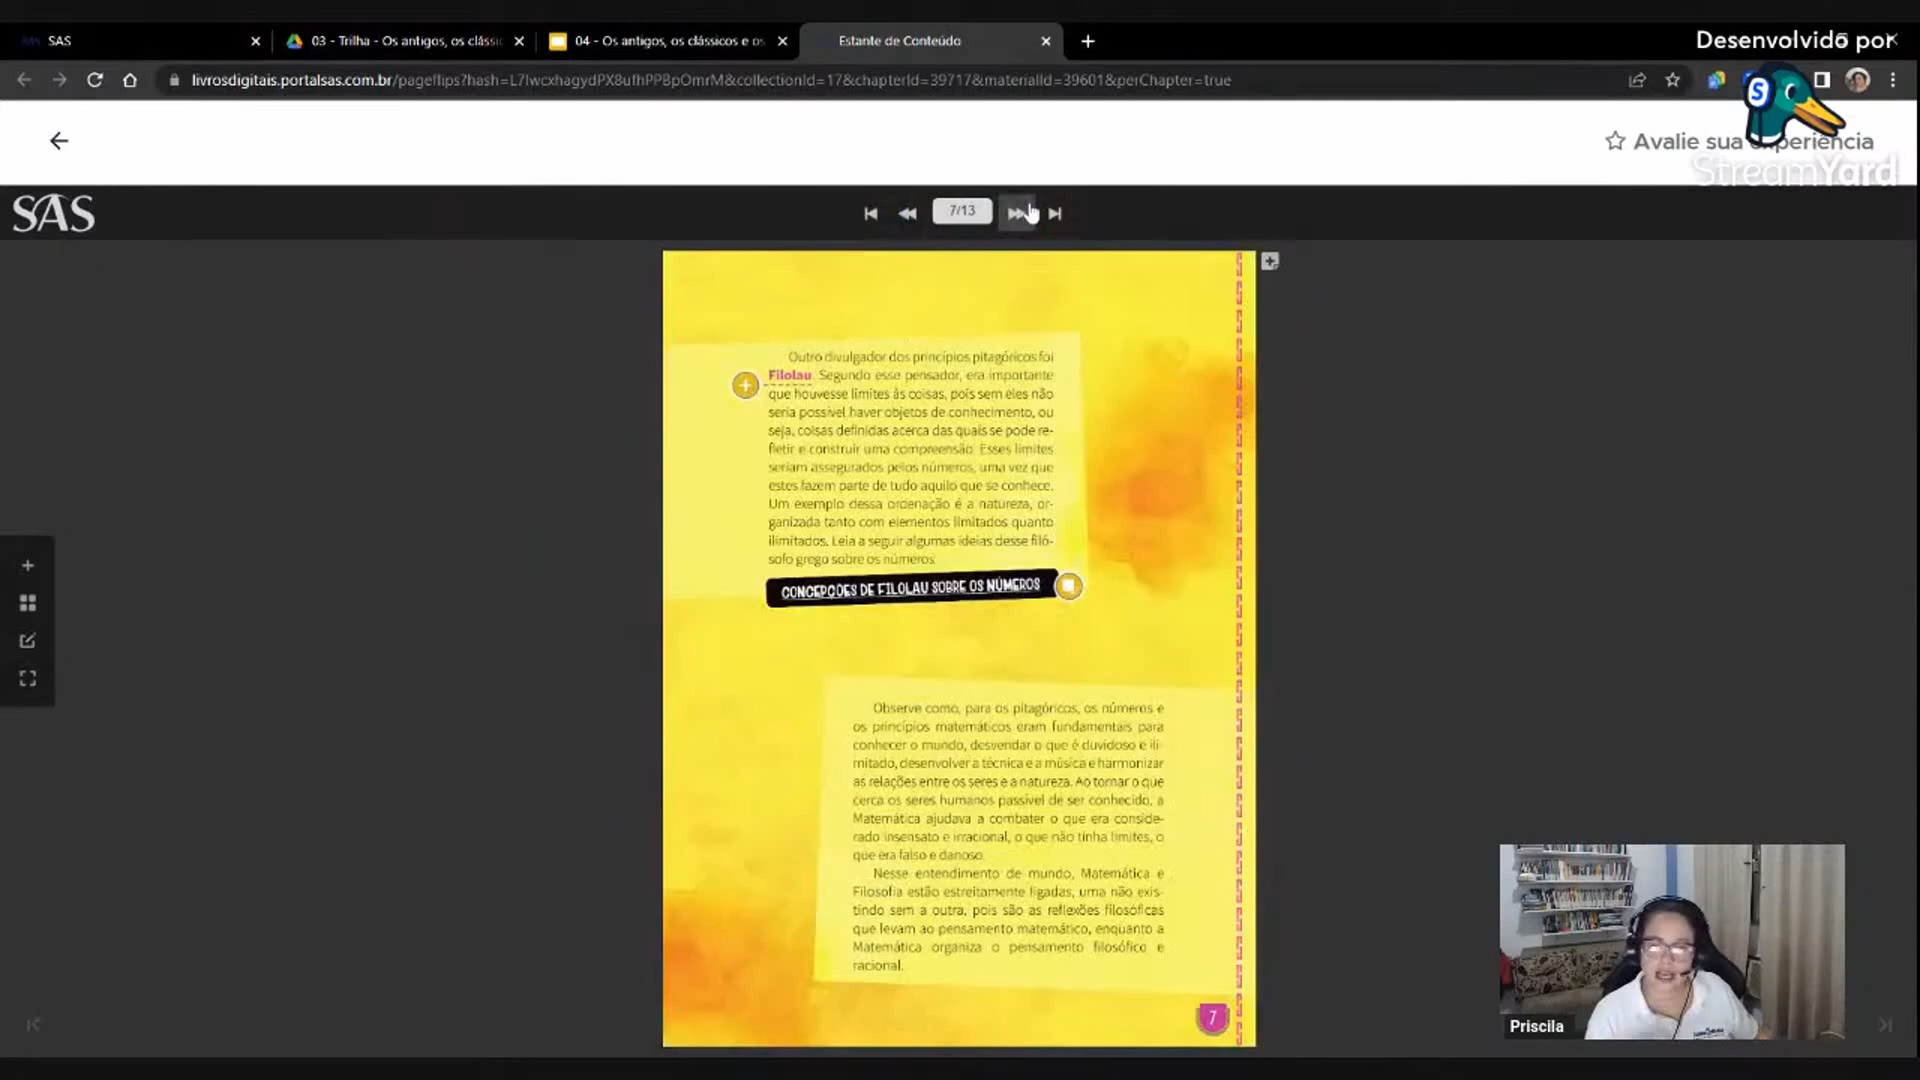 SAS
03 - Trilha - Os antigos, os clássic
04 - Os antigos, os clássicos e os
Estante de Conteúdo
Desenvolvido por
livrosdigitais.portalsas.com.br/pageflips?hash=L7IwcxhagydPX8ufhPPBpOmrM&collectionId=17&chapterId=39717&materialId=39601&perChapter=true
Avalie sua experiência
StreamYard
SAS
7/13
Outro divulgador dos princípios pitagóricos foi
Filolau. Segundo esse pensador, era importante
que houvesse limites às coisas, pois sem eles não
seria possível haver objetos de conhecimento, ou
seja, coisas definidas acerca das quais se pode re-
fletir e construir uma compreensão. Esses limites
seriam assegurados pelos números, uma vez que
estes fazem parte de tudo aquilo que se conhece.
Um exemplo dessa ordenação é a natureza, or-
ganizada tanto com elementos limitados quanto
ilimitados. Leia a seguir algumas ideias desse filó-
sofo grego sobre os números.
CONCEPÇÕES DE FILOLAU SOBRE OS NÚMEROS
Observe como, para os pitagóricos, os números e
os princípios matemáticos eram fundamentais para
conhecer o mundo, desvendar o que é duvidoso e ili-
mitado, desenvolver a técnica e a música e harmonizar
as relações entre os seres e a natureza. Ao tornar o que
cerca os seres humanos passível de ser conhecido, a
Matemática ajudava a combater o que era conside-
rado insensato e irracional, o que não tinha limites, o
que era falso e danoso.
Nesse entendimento de mundo, Matemática e
Filosofia estão estreitamente ligadas, uma não exis-
tindo sem a outra, pois são as reflexões filosóficas
que levam ao pensamento matemático, enquanto a
Matemática organiza o pensamento filosófico e
racional.
7
Priscila